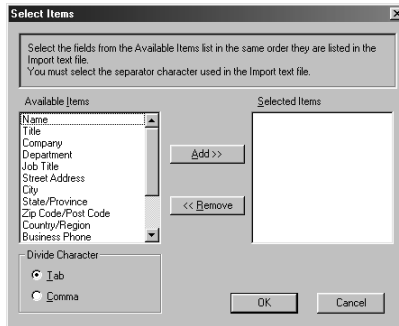 Select Items
Select the fields from the Available Items list in the same order they are listed in the
Import text file.
You must select the separator character used in the Import text file.
Available Items
Selected Items
Name
Title
Company
Department
Job Title
Street Address
City
State/Province
Zip Code/Post Code
Country/Region
Business Phone
Add >>
<< Remove
Divide Character
Tab
Comma
OK
Cancel